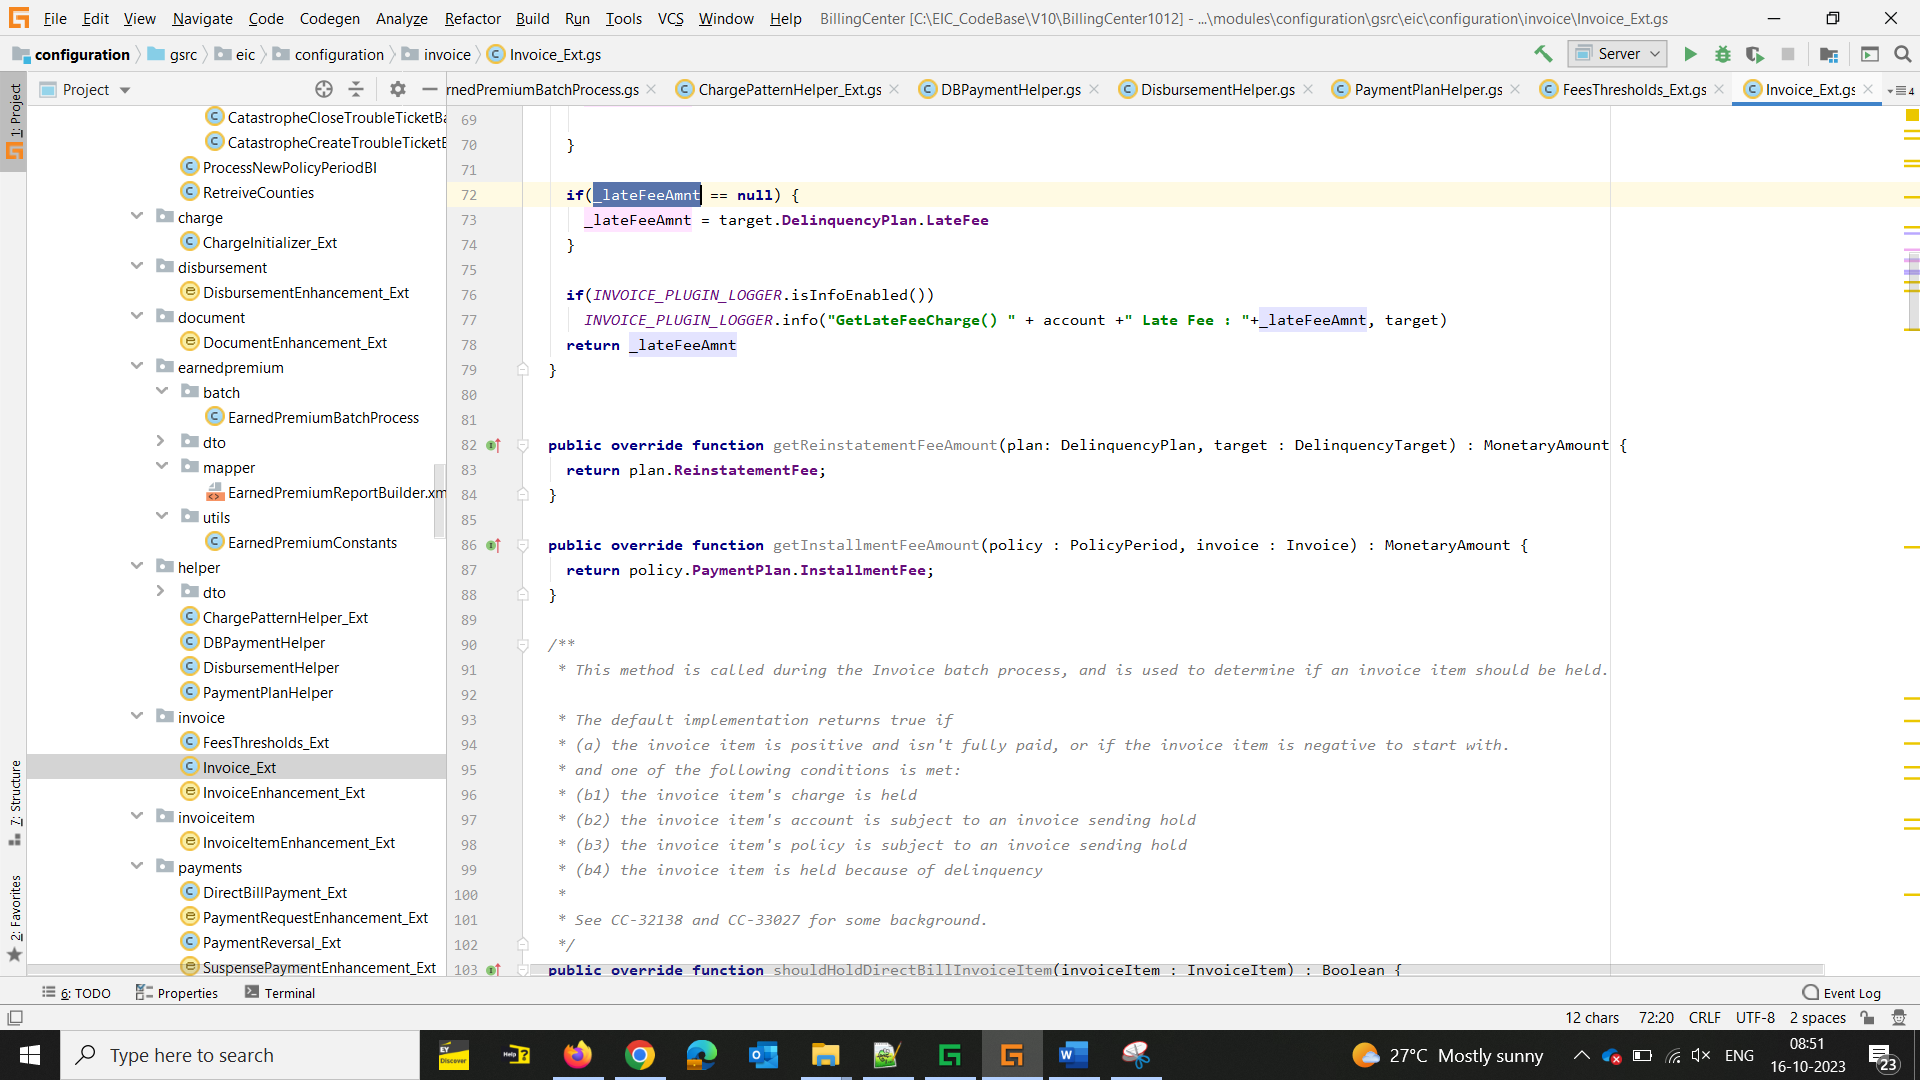 File Edit View Navigate Code Codegen Analyze Refactor Build Run Tools VCS Window Help BillingCenter [C:\EIC_CodeBase\V10\BillingCenter1012] - ...\modules\configuration\gsrc\eic\configuration\invoice\Invoice_Ext.gs
configuration gsrc eic configuration invoice Invoice_Ext.gs Server
1: Project
7: Structure
2: Favorites
Project
CatastropheCloseTroubleTicketBa
CatastropheCreateTroubleTicketB
ProcessNewPolicyPeriodBI
RetreiveCounties
charge
ChargeInitializer_Ext
disbursement
DisbursementEnhancement_Ext
document
DocumentEnhancement_Ext
earnedpremium
batch
EarnedPremiumBatchProcess
dto
mapper
EarnedPremiumReportBuilder.xm
utils
EarnedPremiumConstants
helper
dto
ChargePatternHelper_Ext
DBPaymentHelper
DisbursementHelper
PaymentPlanHelper
invoice
FeesThresholds_Ext
Invoice_Ext
InvoiceEnhancement_Ext
invoiceitem
InvoiceItemEnhancement_Ext
payments
DirectBillPayment_Ext
PaymentRequestEnhancement_Ext
PaymentReversal_Ext
SuspensePaymentEnhancement_Ext
rnedPremiumBatchProcess.gs ChargePatternHelper_Ext.gs DBPaymentHelper.gs DisbursementHelper.gs PaymentPlanHelper.gs FeesThresholds_Ext.gs Invoice_Ext.gs 4
69
70 }
71
72 if(_lateFeeAmnt == null) {
73 _lateFeeAmnt = target.DelinquencyPlan.LateFee
74 }
75
76 if(INVOICE_PLUGIN_LOGGER.isInfoEnabled())
77 INVOICE_PLUGIN_LOGGER.info("GetLateFeeCharge() " + account +" Late Fee : "+_lateFeeAmnt, target)
78 return _lateFeeAmnt
79 }
80
81
82 public override function getReinstatementFeeAmount(plan: DelinquencyPlan, target : DelinquencyTarget) : MonetaryAmount {
83 return plan.ReinstatementFee;
84 }
85
86 public override function getInstallmentFeeAmount(policy : PolicyPeriod, invoice : Invoice) : MonetaryAmount {
87 return policy.PaymentPlan.InstallmentFee;
88 }
89
90 /**
91 * This method is called during the Invoice batch process, and is used to determine if an invoice item should be held.
92
93 * The default implementation returns true if
94 * (a) the invoice item is positive and isn't fully paid, or if the invoice item is negative to start with.
95 * and one of the following conditions is met:
96 * (b1) the invoice item's charge is held
97 * (b2) the invoice item's account is subject to an invoice sending hold
98 * (b3) the invoice item's policy is subject to an invoice sending hold
99 * (b4) the invoice item is held because of delinquency
100 *
101 * See CC-32138 and CC-33027 for some background.
102 */
103 public override function shouldHoldDirectBillInvoiceItem(invoiceItem : InvoiceItem) : Boolean {
6: TODO Properties Terminal Event Log
12 chars 72:20 CRLF UTF-8 2 spaces
Type here to search
EY Discover
Help ?
27°C Mostly sunny ENG 08:51
16-10-2023 23